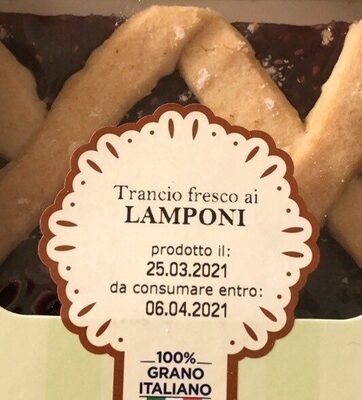 Trancio fresco ai
LAMPONI
prodotto il:
25.03.2021
da consumare entro:
06.04.2021
100%
GRANO
ITALIANO